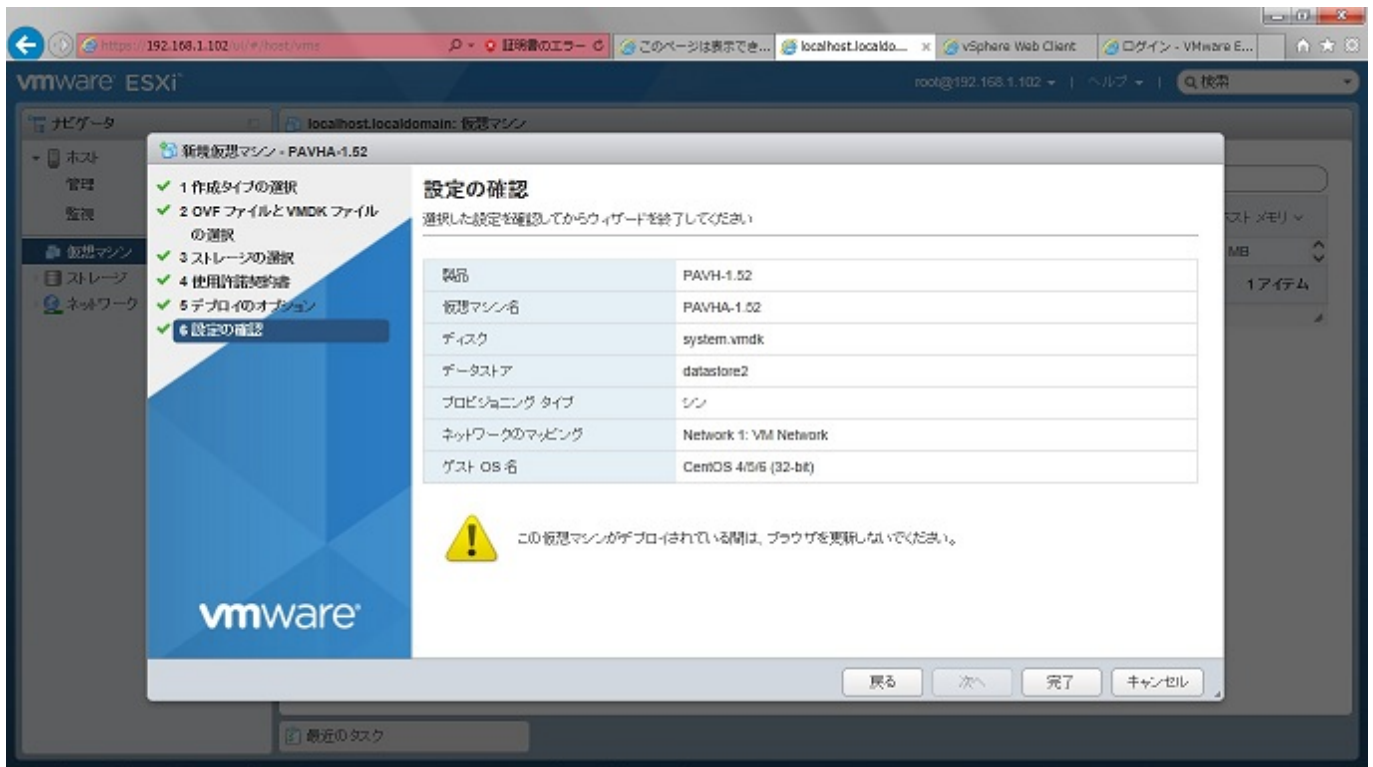 https://192.168.1.102/ui/#/host/vms
証明書のエラー
このページは表示でき...
localhost.localdo...
vSphere Web Client
ログイン - VMware E...
vmware ESXi™
root@192.168.1.102
ヘルプ
検索
ナビゲータ
localhost.localdomain: 仮想マシン
ホスト
管理
監視
仮想マシン
ストレージ
ネットワーク
ホスト メモリ
MB
1 アイテム
新規仮想マシン - PAVHA-1.52
1 作成タイプの選択
2 OVF ファイルと VMDK ファイル
の選択
3 ストレージの選択
4 使用許諾契約書
5 デプロイのオプション
6 設定の確認
vmware®
設定の確認
選択した設定を確認してからウィザードを終了してください
製品 PAVH-1.52
仮想マシン名 PAVHA-1.52
ディスク system.vmdk
データストア datastore2
プロビジョニング タイプ シン
ネットワークのマッピング Network 1: VM Network
ゲスト OS 名 CentOS 4/5/6 (32-bit)
この仮想マシンがデプロイされている間は、ブラウザを更新しないでください。
戻る 次へ 完了 キャンセル
最近のタスク